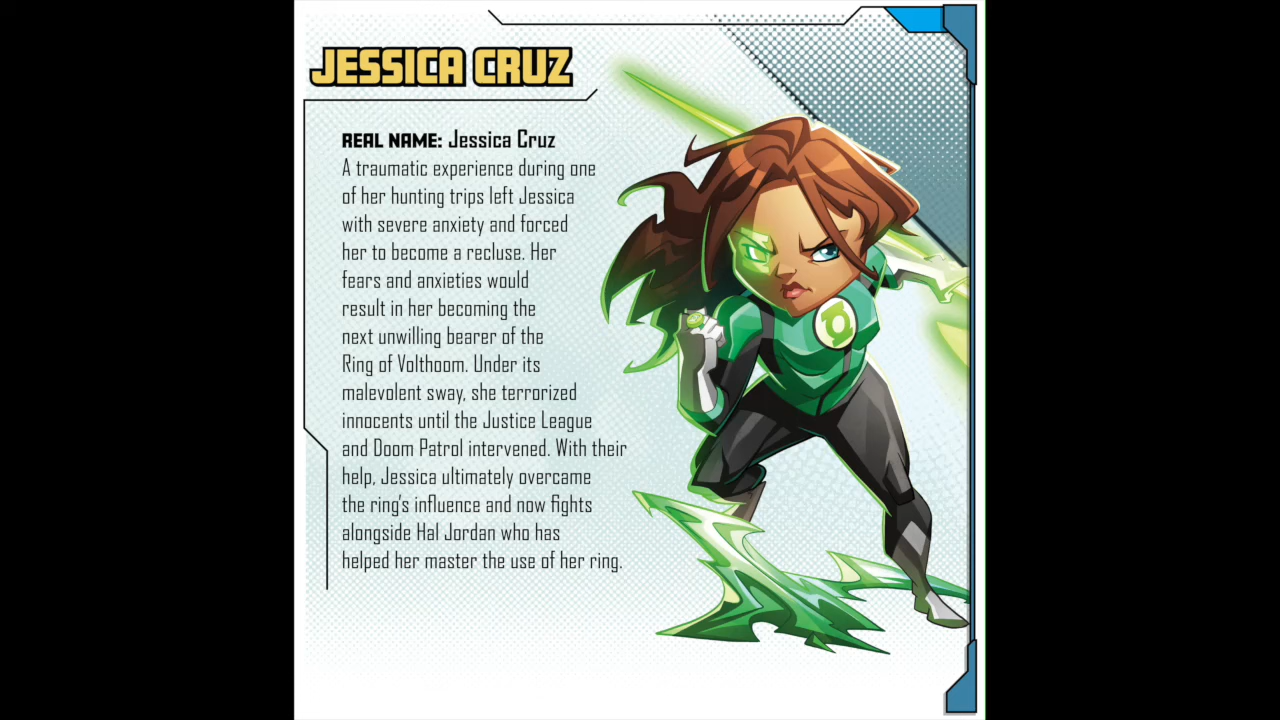 JESSICA CRUZ
REAL NAME: Jessica Cruz
A traumatic experience during one
of her hunting trips left Jessica
with severe anxiety and forced
her to become a recluse. Her
fears and anxieties would
result in her becoming the
next unwilling bearer of the
Ring of Volthoom. Under its
malevolent sway, she terrorized
innocents until the Justice League
and Doom Patrol intervened. With their
help, Jessica ultimately overcame
the ring's influence and now fights
alongside Hal Jordan who has
helped her master the use of her ring.